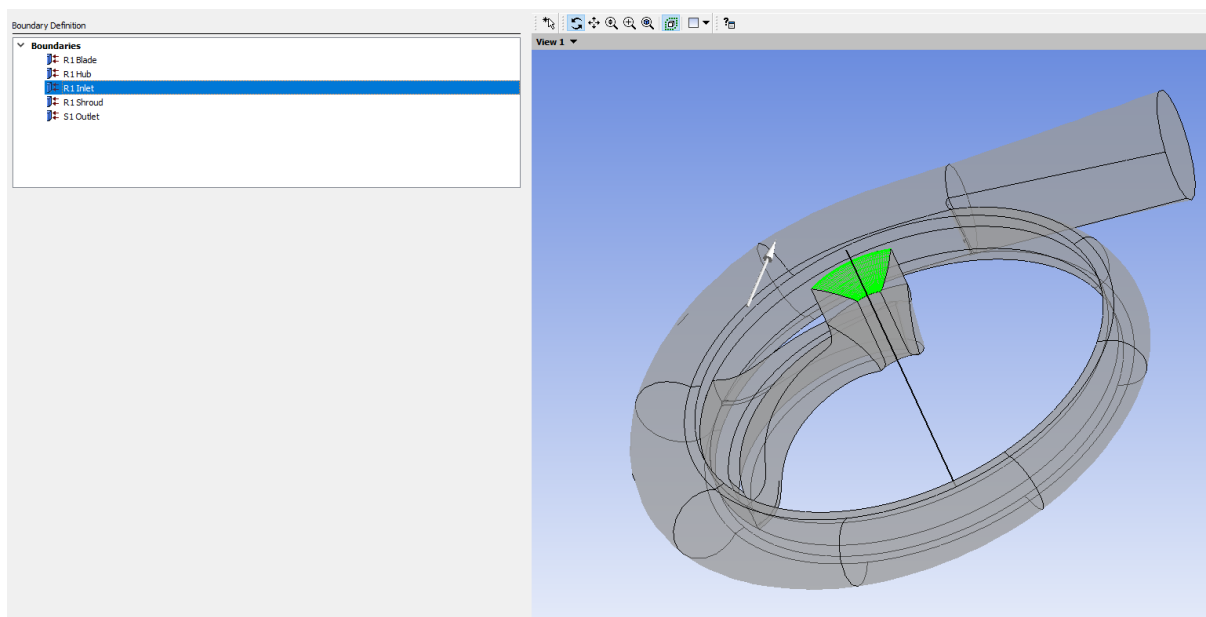 Boundary Definition
Boundaries
R1 Blade
R1 Hub
R1 Inlet
R1 Shroud
S1 Outlet
View 1